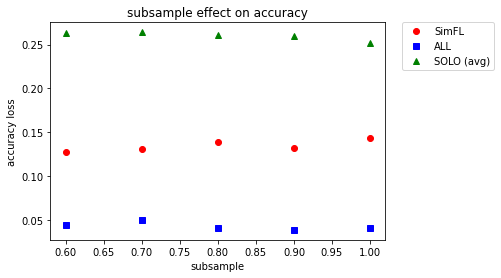 subsample effect on accuracy
SimFL
ALL
SOLO (avg)
accuracy loss
0.25
0.20
0.15
0.10
0.05
0.60 0.65 0.70 0.75 0.80 0.85 0.90 0.95 1.00
subsample